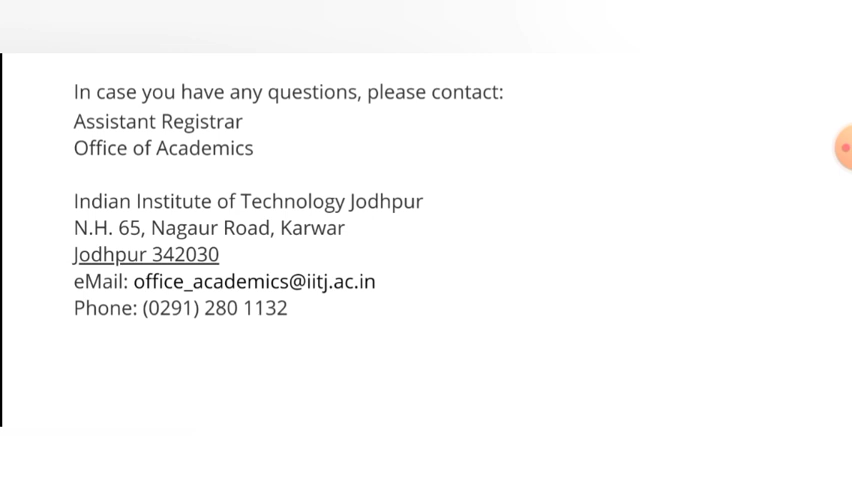 In case you have any questions, please contact:
Assistant Registrar
Office of Academics
Indian Institute of Technology Jodhpur
N.H. 65, Nagaur Road, Karwar
Jodhpur 342030
eMail: office_academics@iitj.ac.in
Phone: (0291) 280 1132